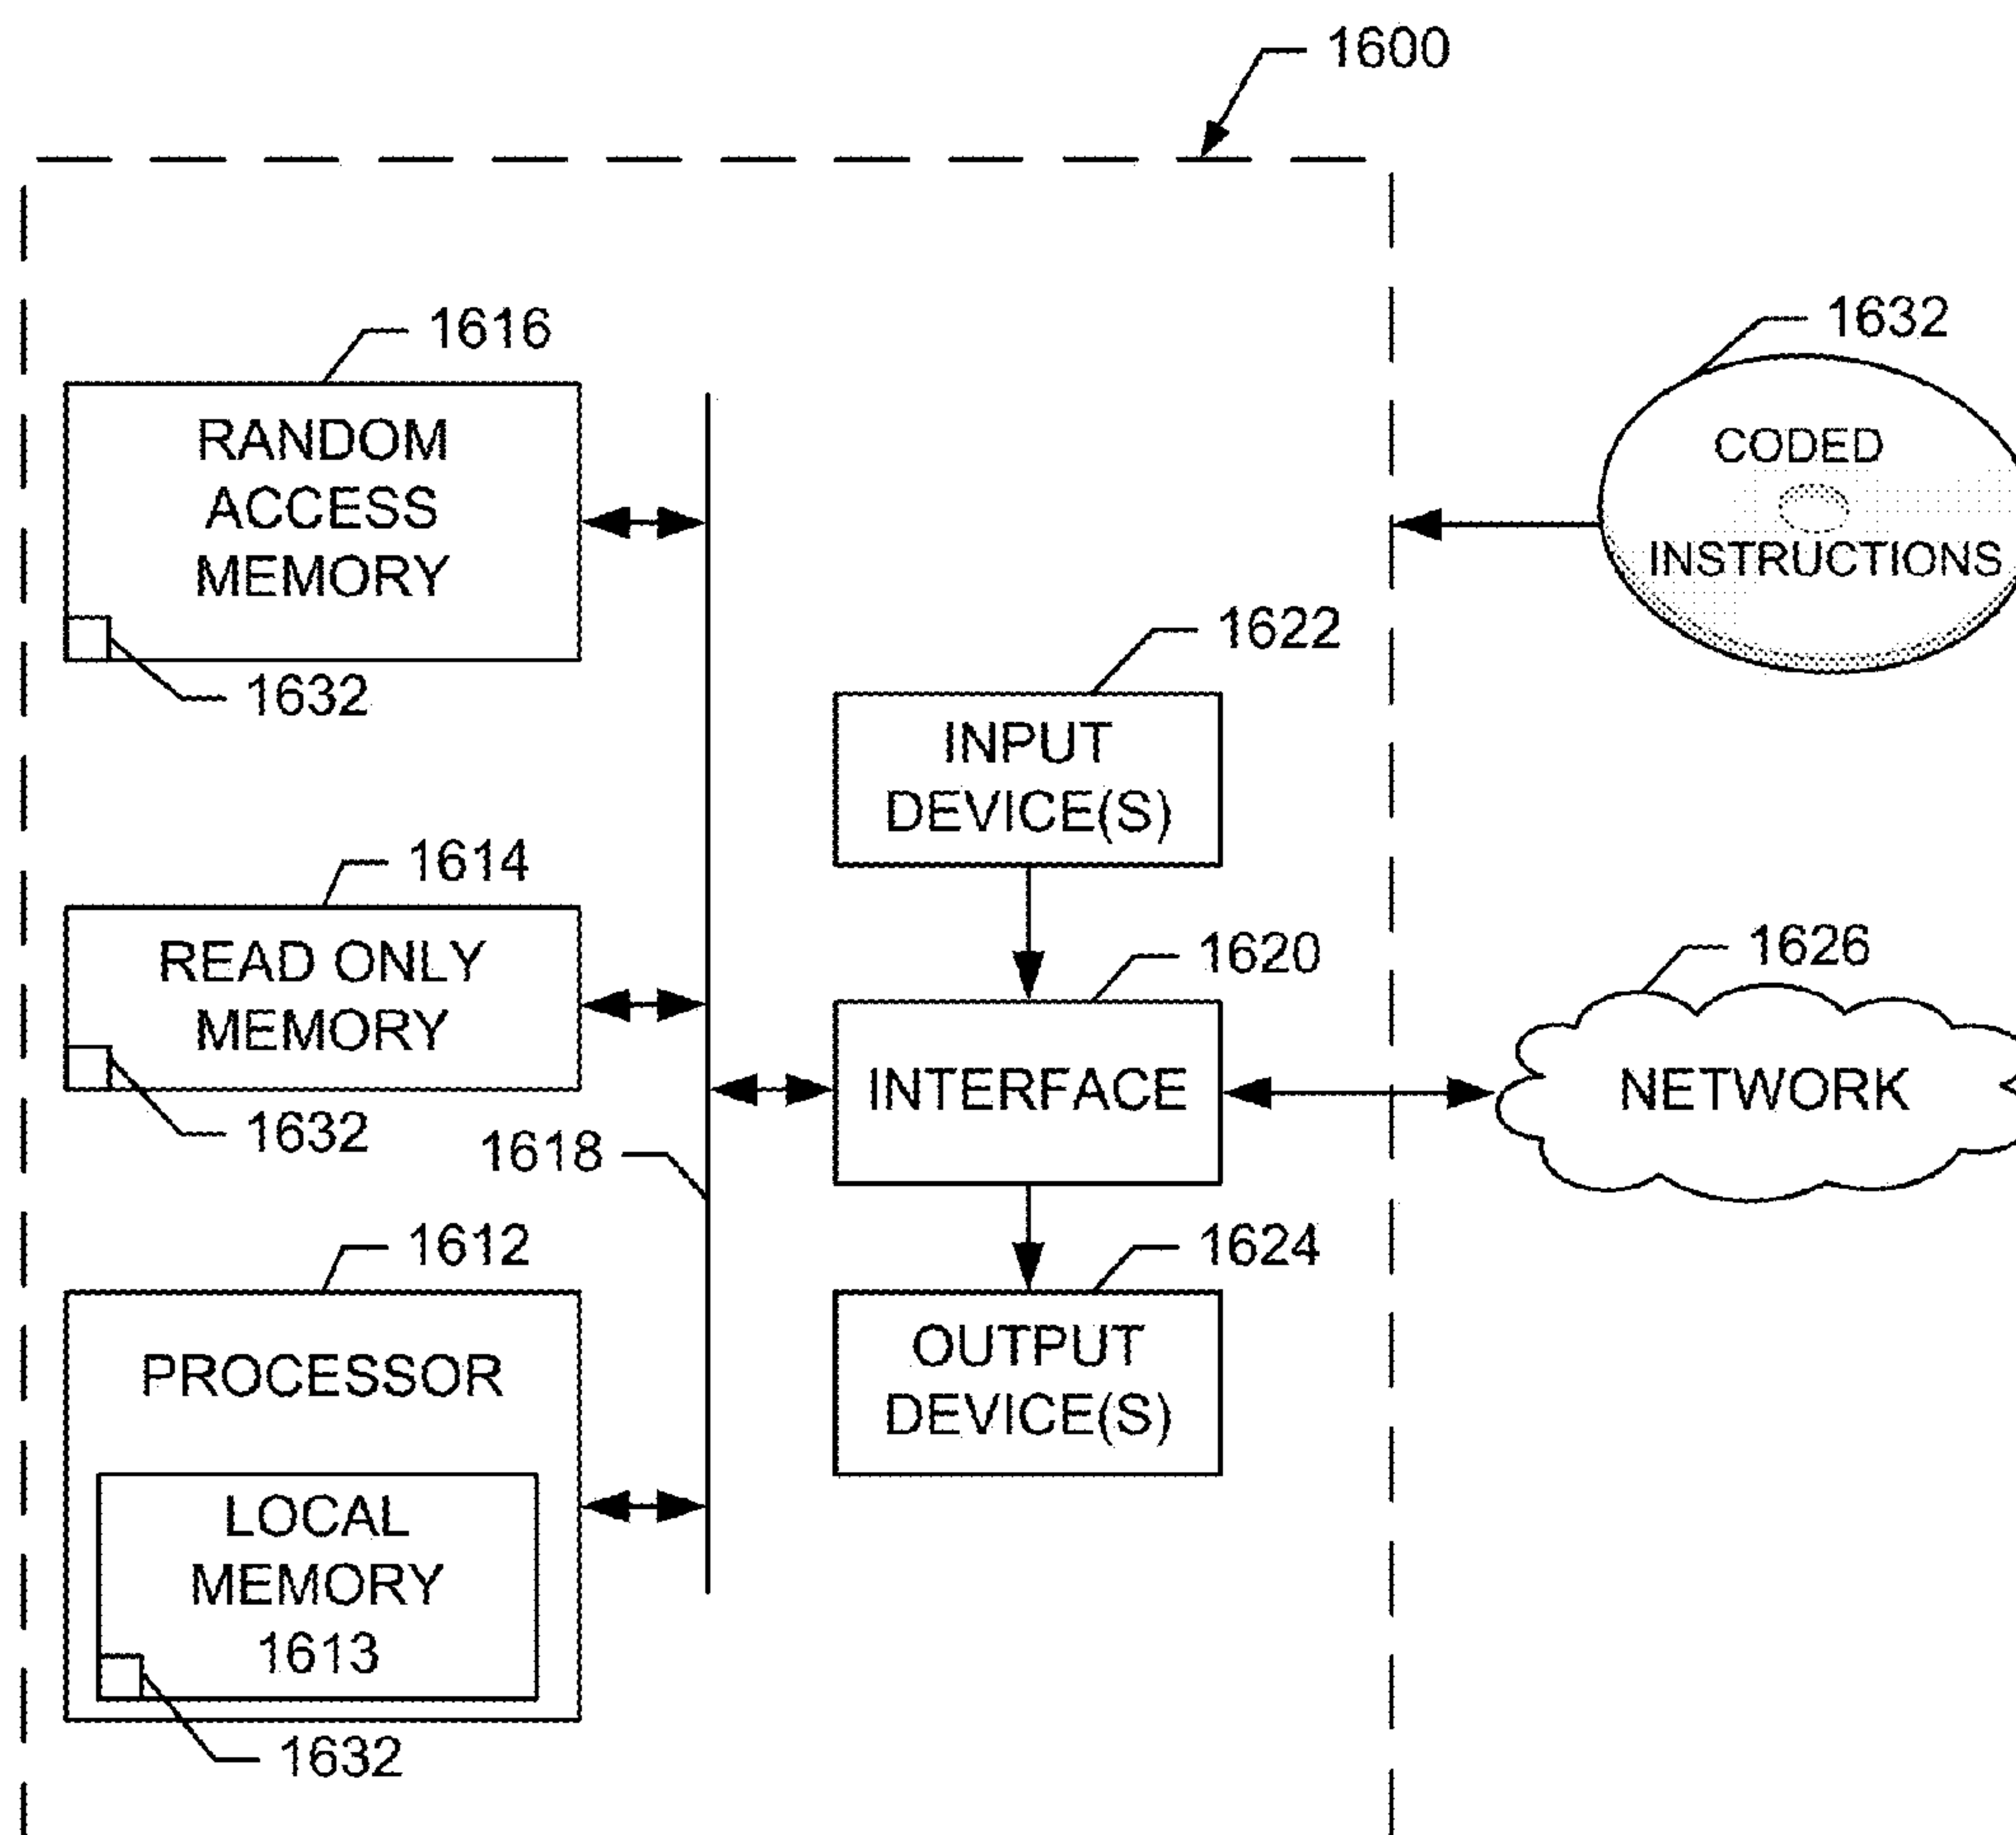 1600
1616
RANDOM
ACCESS
MEMORY
1632
1632
CODED
INSTRUCTIONS
1622
INPUT
DEVICE(S)
1614
READ ONLY
MEMORY
1632
1618
1620
INTERFACE
1626
NETWORK
1612
PROCESSOR
LOCAL
MEMORY
1613
1632
1624
OUTPUT
DEVICE(S)